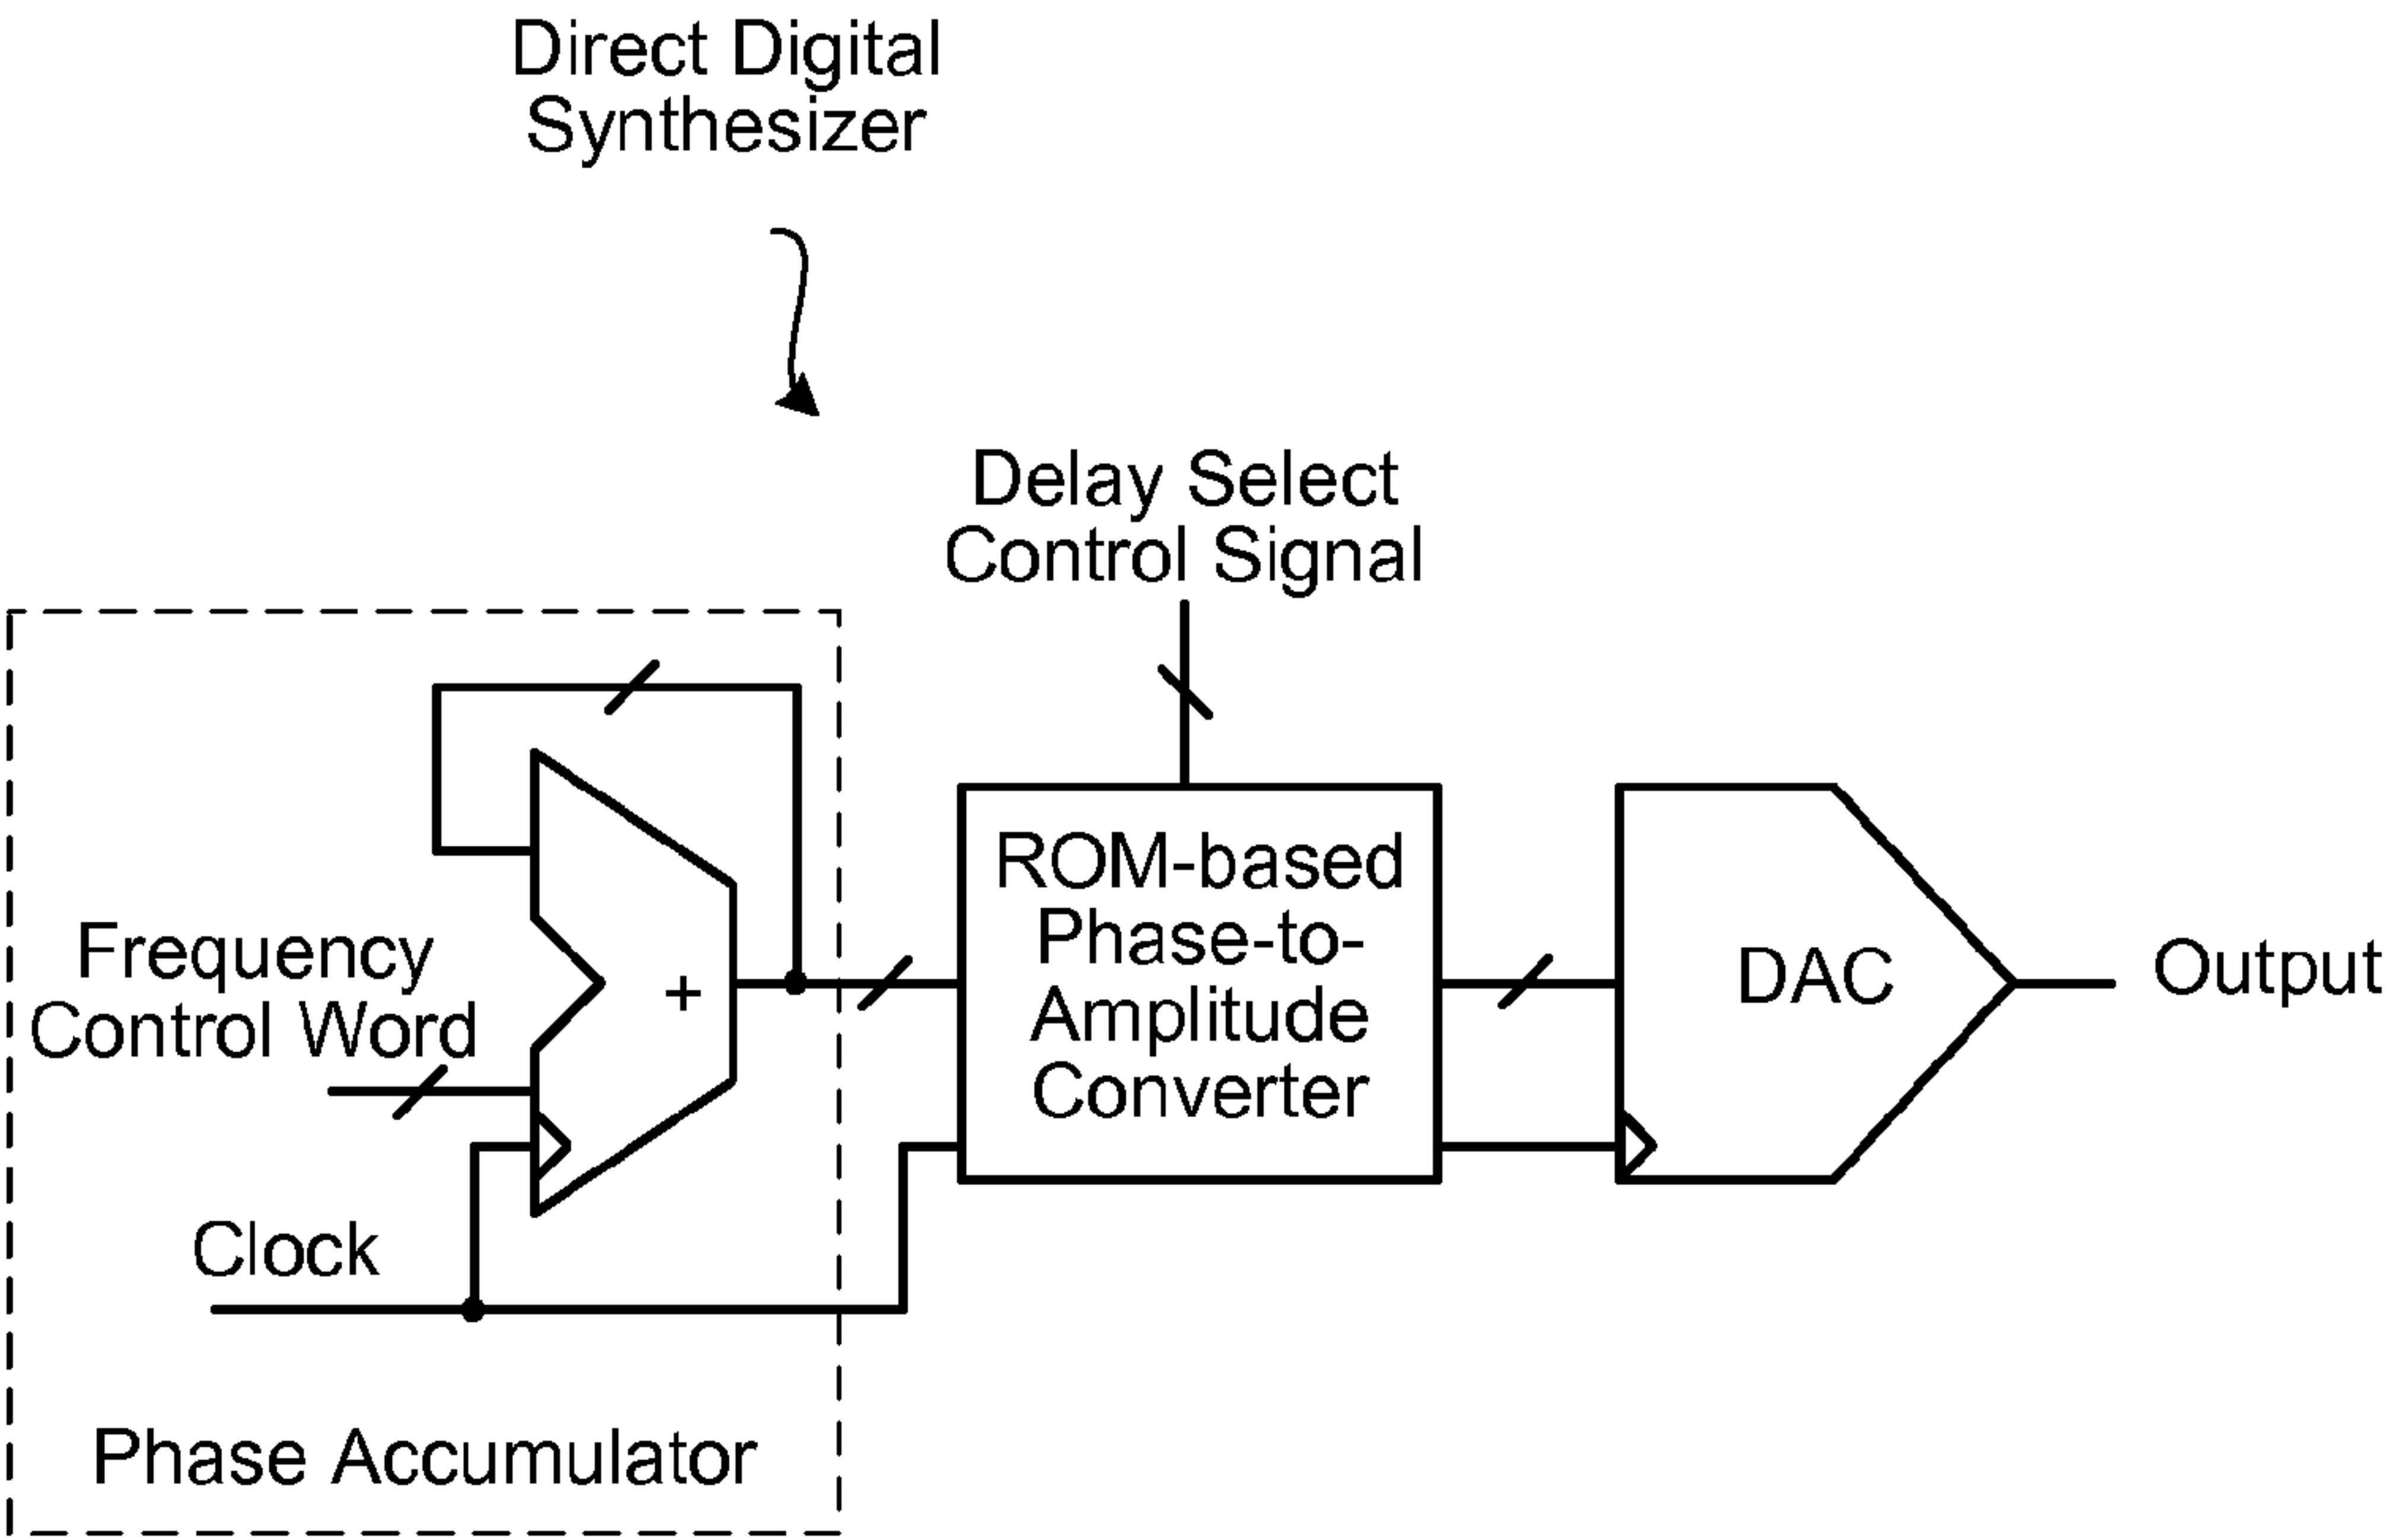 Direct Digital
Synthesizer
Delay Select
Control Signal
Frequency
Control Word
+
Clock
Phase Accumulator
ROM-based
Phase-to-
Amplitude
Converter
DAC
Output